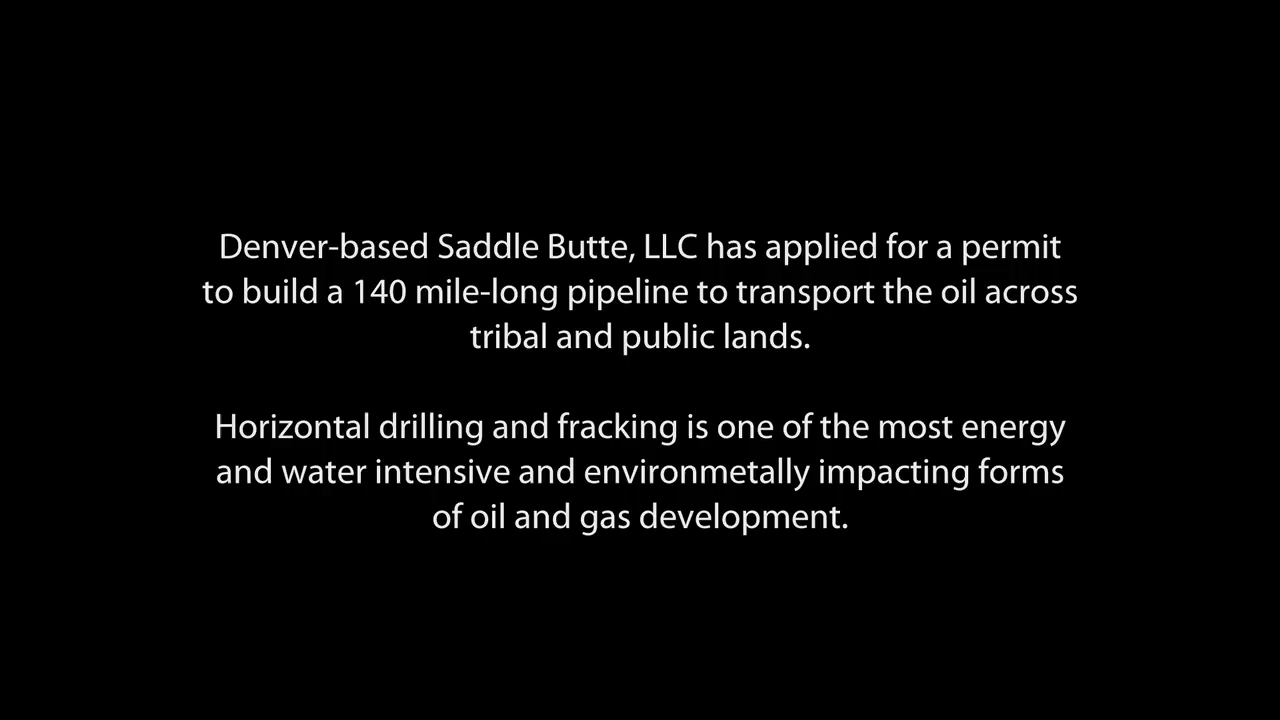 Denver-based Saddle Butte, LLC has applied for a permit
to build a 140 mile-long pipeline to transport the oil across
tribal and public lands.
Horizontal drilling and fracking is one of the most energy
and water intensive and environmetally impacting forms
of oil and gas development.